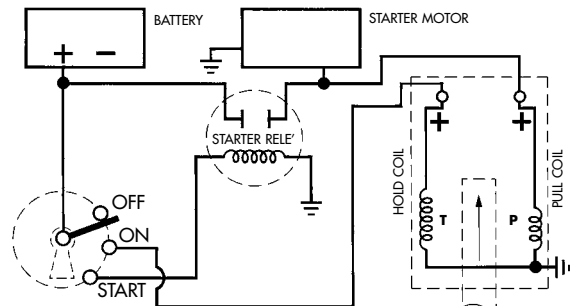 BATTERY
STARTER MOTOR
+ −
STARTER RELE'
+ +
HOLD COIL
PULL COIL
T P
OFF
ON
START